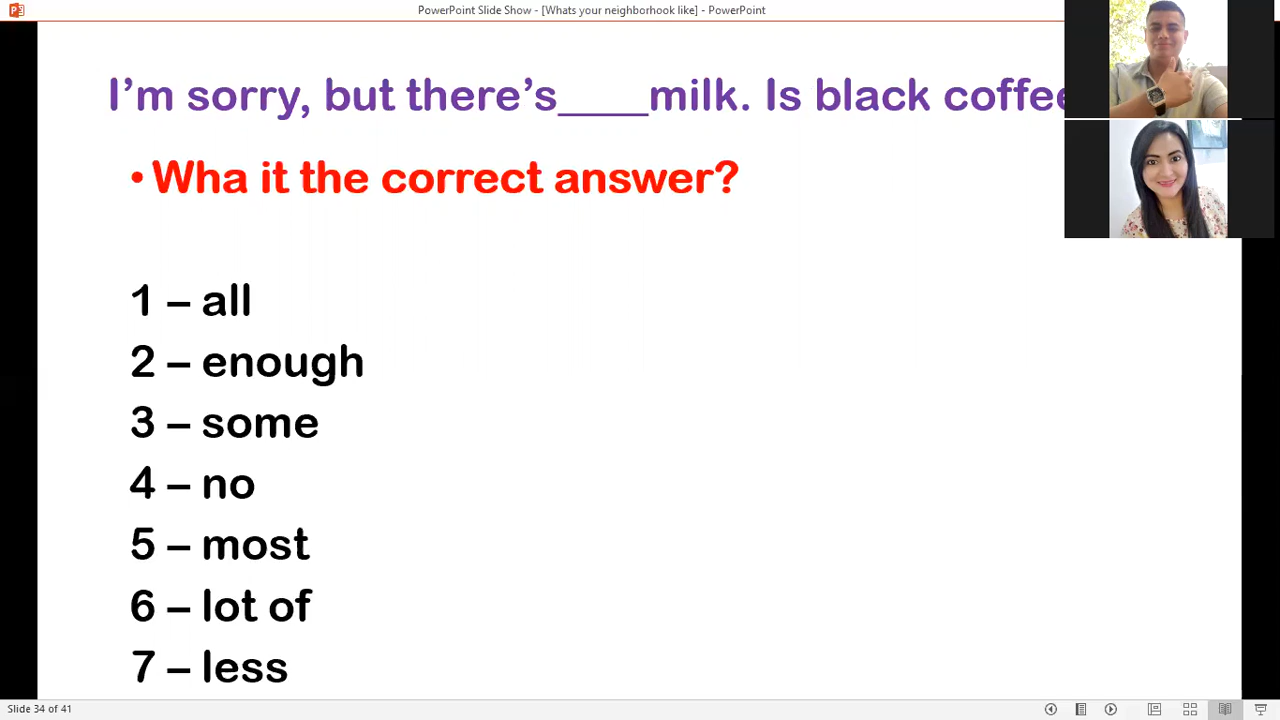 PowerPoint Slide Show - [Whats your neighborhook like] - PowerPoint
I'm sorry, but there's____milk. Is black coffee
• Wha it the correct answer?
1 – all
2 – enough
3 – some
4 – no
5 – most
6 – lot of
7 – less
Slide 34 of 41